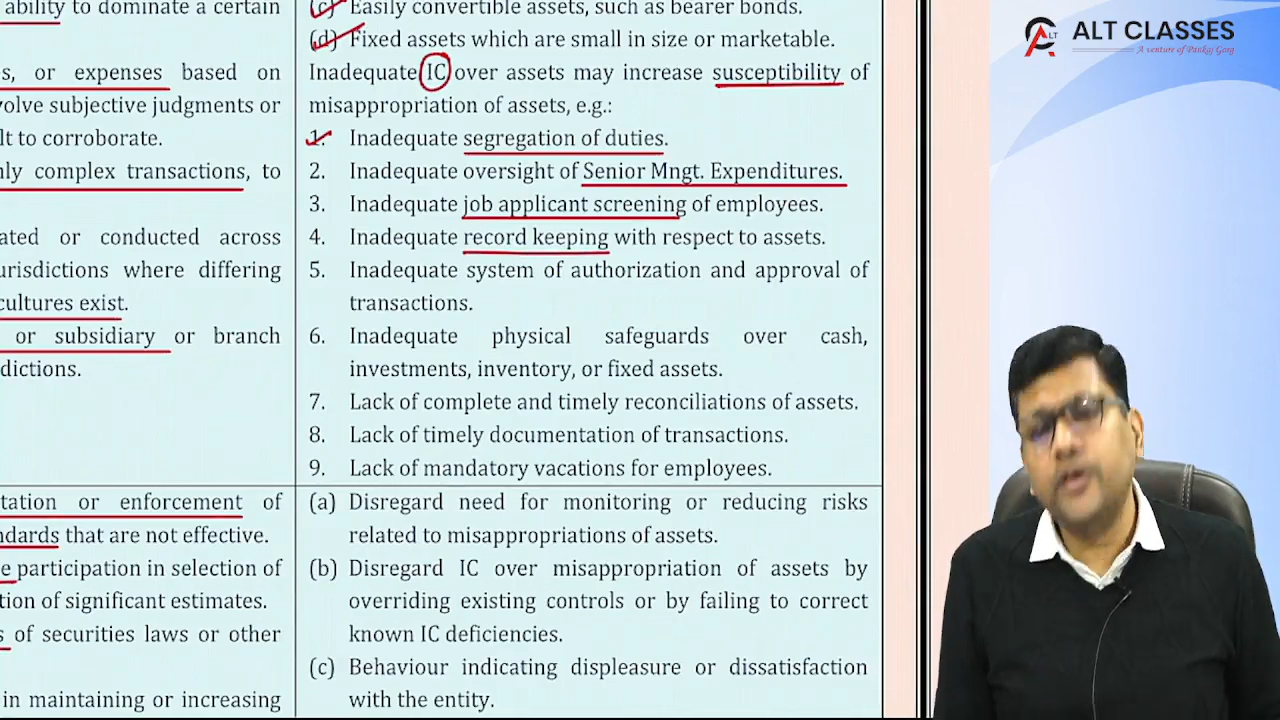 ability to dominate a certain
s, or expenses based on
volve subjective judgments or
lt to corroborate.
ly complex transactions, to
ated or conducted across
urisdictions where differing
cultures exist.
or subsidiary or branch
dictions.
tation or enforcement of
ndards that are not effective.
e participation in selection of
tion of significant estimates.
s of securities laws or other
in maintaining or increasing
(c) Easily convertible assets, such as bearer bonds.
(d) Fixed assets which are small in size or marketable.
Inadequate IC over assets may increase susceptibility of
misappropriation of assets, e.g.:
1. Inadequate segregation of duties.
2. Inadequate oversight of Senior Mngt. Expenditures.
3. Inadequate job applicant screening of employees.
4. Inadequate record keeping with respect to assets.
5. Inadequate system of authorization and approval of
transactions.
6. Inadequate physical safeguards over cash,
investments, inventory, or fixed assets.
7. Lack of complete and timely reconciliations of assets.
8. Lack of timely documentation of transactions.
9. Lack of mandatory vacations for employees.
(a) Disregard need for monitoring or reducing risks
related to misappropriations of assets.
(b) Disregard IC over misappropriation of assets by
overriding existing controls or by failing to correct
known IC deficiencies.
(c) Behaviour indicating displeasure or dissatisfaction
with the entity.
LT
ALT CLASSES
A venture of Pankaj Garg